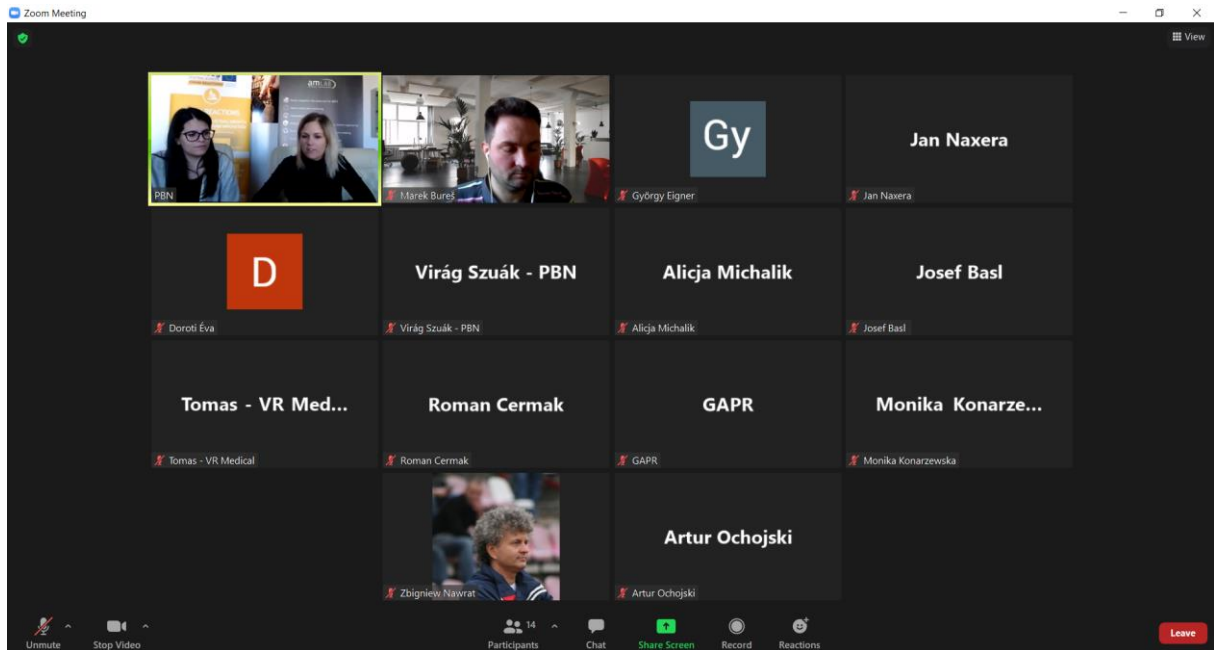 Zoom Meeting
View
REACTIONS
amLAB
PBN
Marek Bureš
Gy
György Eigner
Jan Naxera
Jan Naxera
D
Doroti Éva
Virág Szuák - PBN
Virág Szuák - PBN
Alicja Michalik
Alicja Michalik
Josef Basl
Josef Basl
Tomas - VR Med...
Tomas - VR Medical
Roman Cermak
Roman Cermak
GAPR
GAPR
Monika Konarze...
Monika Konarzewska
Zbigniew Nawrat
Artur Ochojski
Artur Ochojski
Unmute
Stop Video
14
Participants
Chat
Share Screen
Record
Reactions
Leave